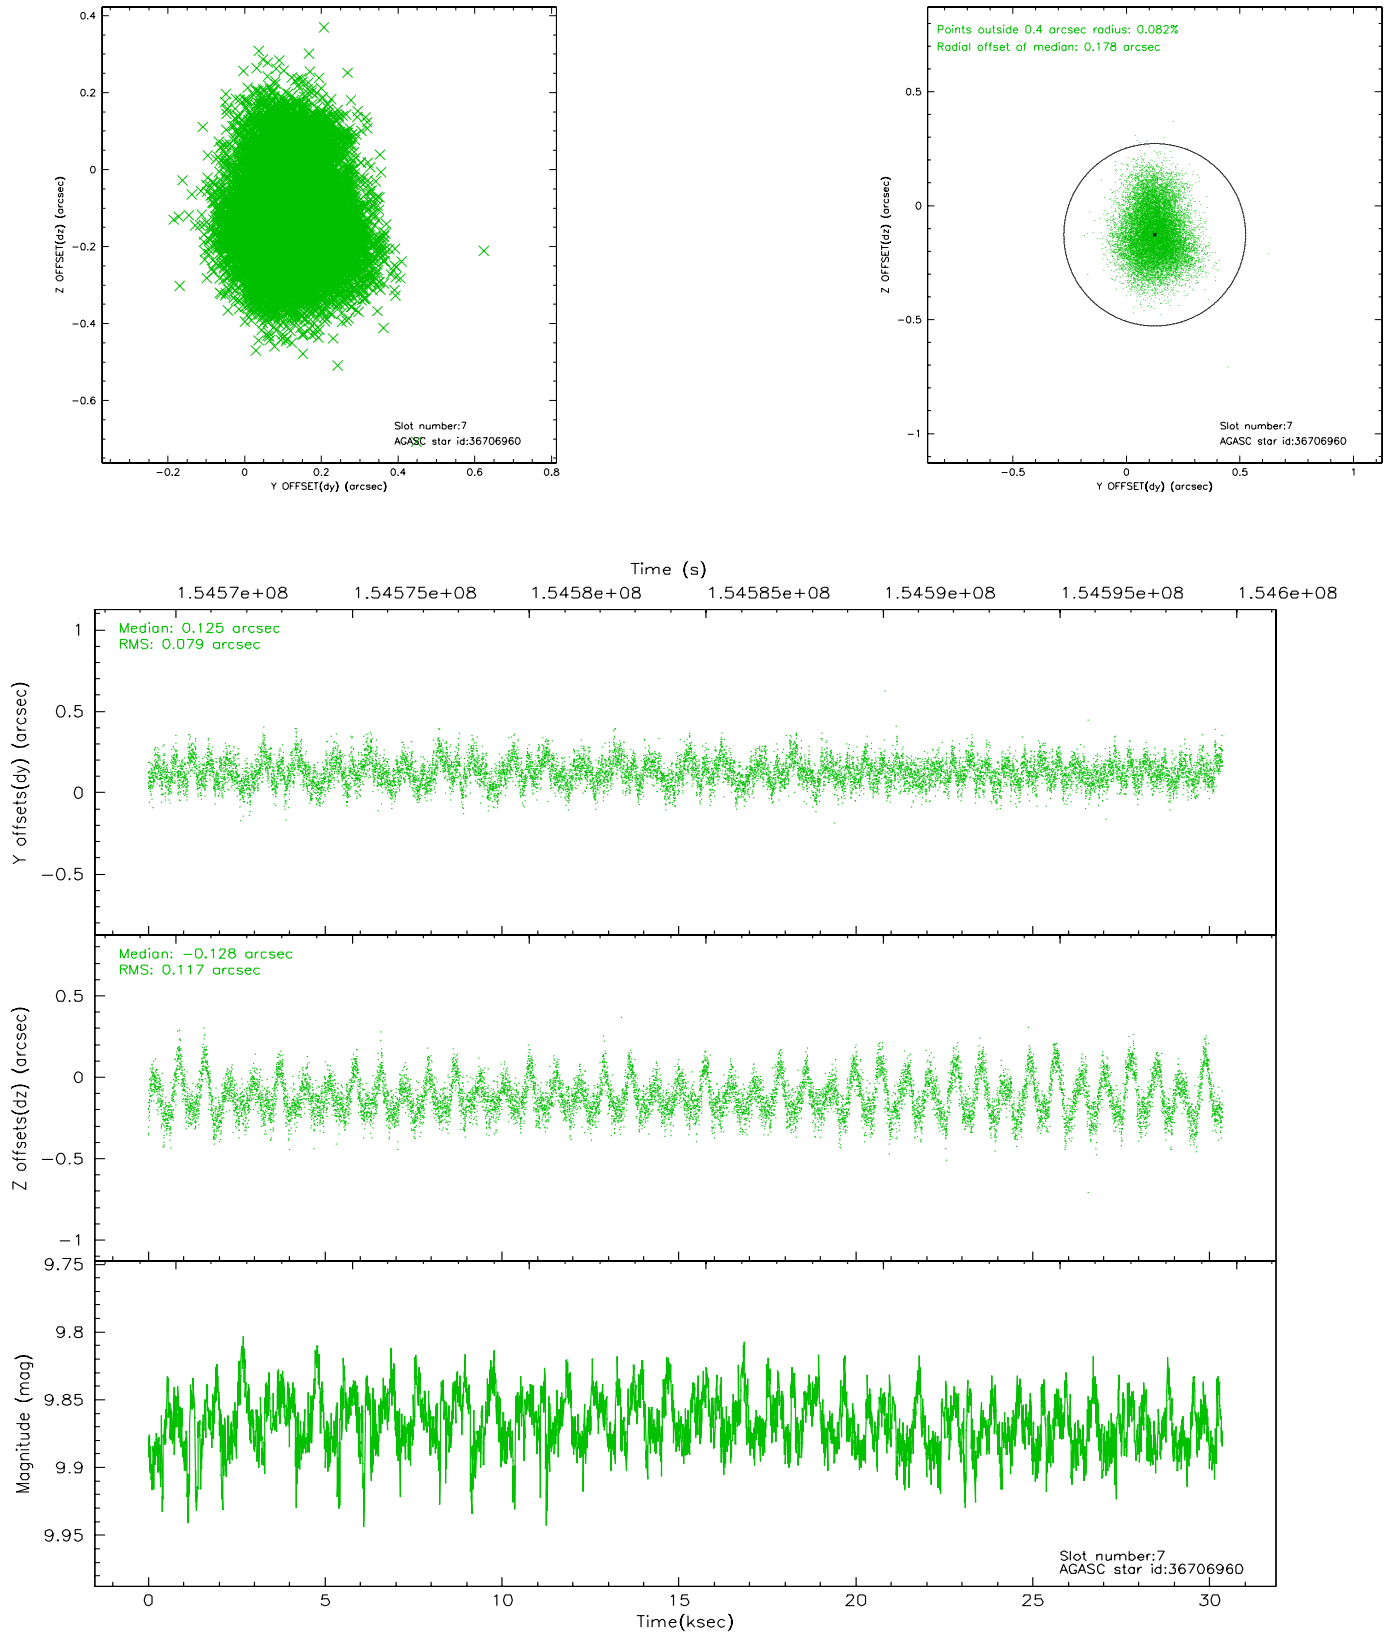 0.4
0.2
0
−0.2
−0.4
−0.6
Z OFFSET(dz) (arcsec)
Slot number:7
AGASC star id:36706960
−0.2 0 0.2 0.4 0.6 0.8
Y OFFSET(dy) (arcsec)
Points outside 0.4 arcsec radius: 0.082%
Radial offset of median: 0.178 arcsec
0.5
0
−0.5
−1
Z OFFSET(dz) (arcsec)
Slot number:7
AGASC star id:36706960
−0.5 0 0.5 1
Y OFFSET(dy) (arcsec)
Time (s)
1.5457e+08 1.54575e+08 1.5458e+08 1.54585e+08 1.5459e+08 1.54595e+08 1.546e+08
Median: 0.125 arcsec
RMS: 0.079 arcsec
1
0.5
0
−0.5
Y offsets(dy) (arcsec)
Median: −0.128 arcsec
RMS: 0.117 arcsec
0.5
0
−0.5
−1
Z offsets(dz) (arcsec)
9.75
9.8
9.85
9.9
9.95
Magnitude (mag)
Slot number:7
AGASC star id:36706960
0 5 10 15 20 25 30
Time(ksec)